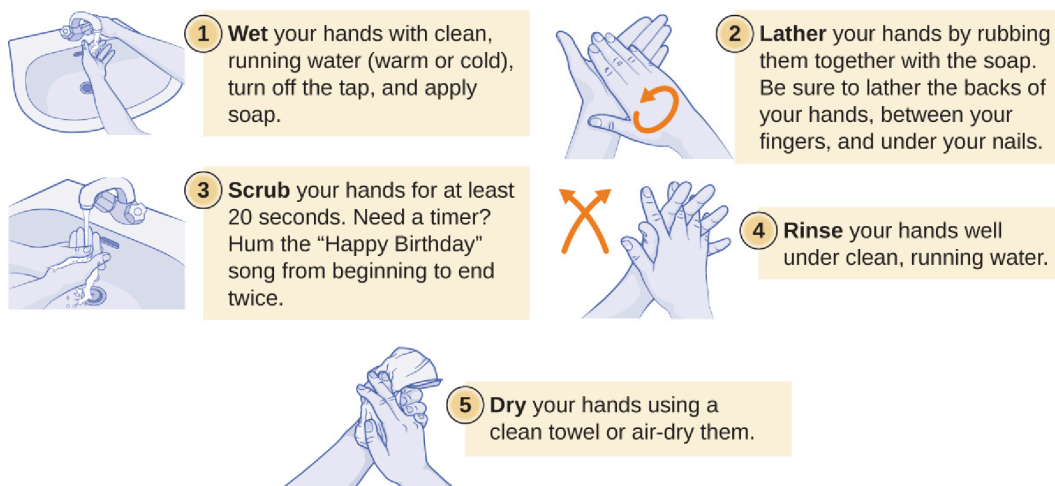 1 Wet your hands with clean,
running water (warm or cold),
turn off the tap, and apply
soap.
2 Lather your hands by rubbing
them together with the soap.
Be sure to lather the backs of
your hands, between your
fingers, and under your nails.
3 Scrub your hands for at least
20 seconds. Need a timer?
Hum the “Happy Birthday”
song from beginning to end
twice.
4 Rinse your hands well
under clean, running water.
5 Dry your hands using a
clean towel or air-dry them.